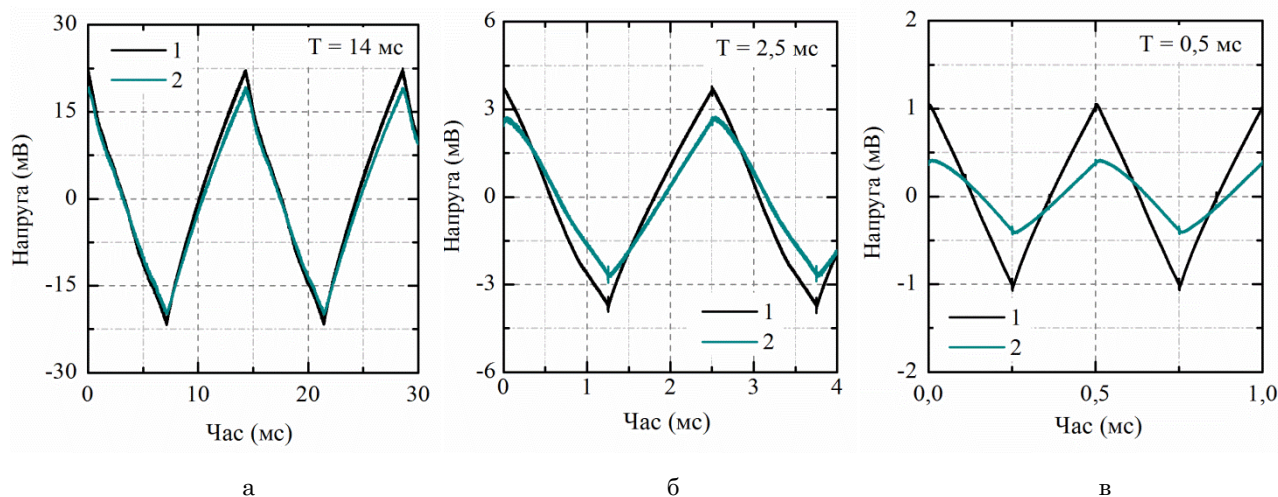 T = 14 мс
1
2
30
15
0
-15
-30
Напруга (мВ)
0
10
20
30
Час (мс)
а
T = 2,5 мс
6
3
0
-3
-6
Напруга (мВ)
1
2
0
1
2
3
4
Час (мс)
б
T = 0,5 мс
2
1
0
-1
-2
Напруга (мВ)
1
2
0,0
0,5
1,0
Час (мс)
в